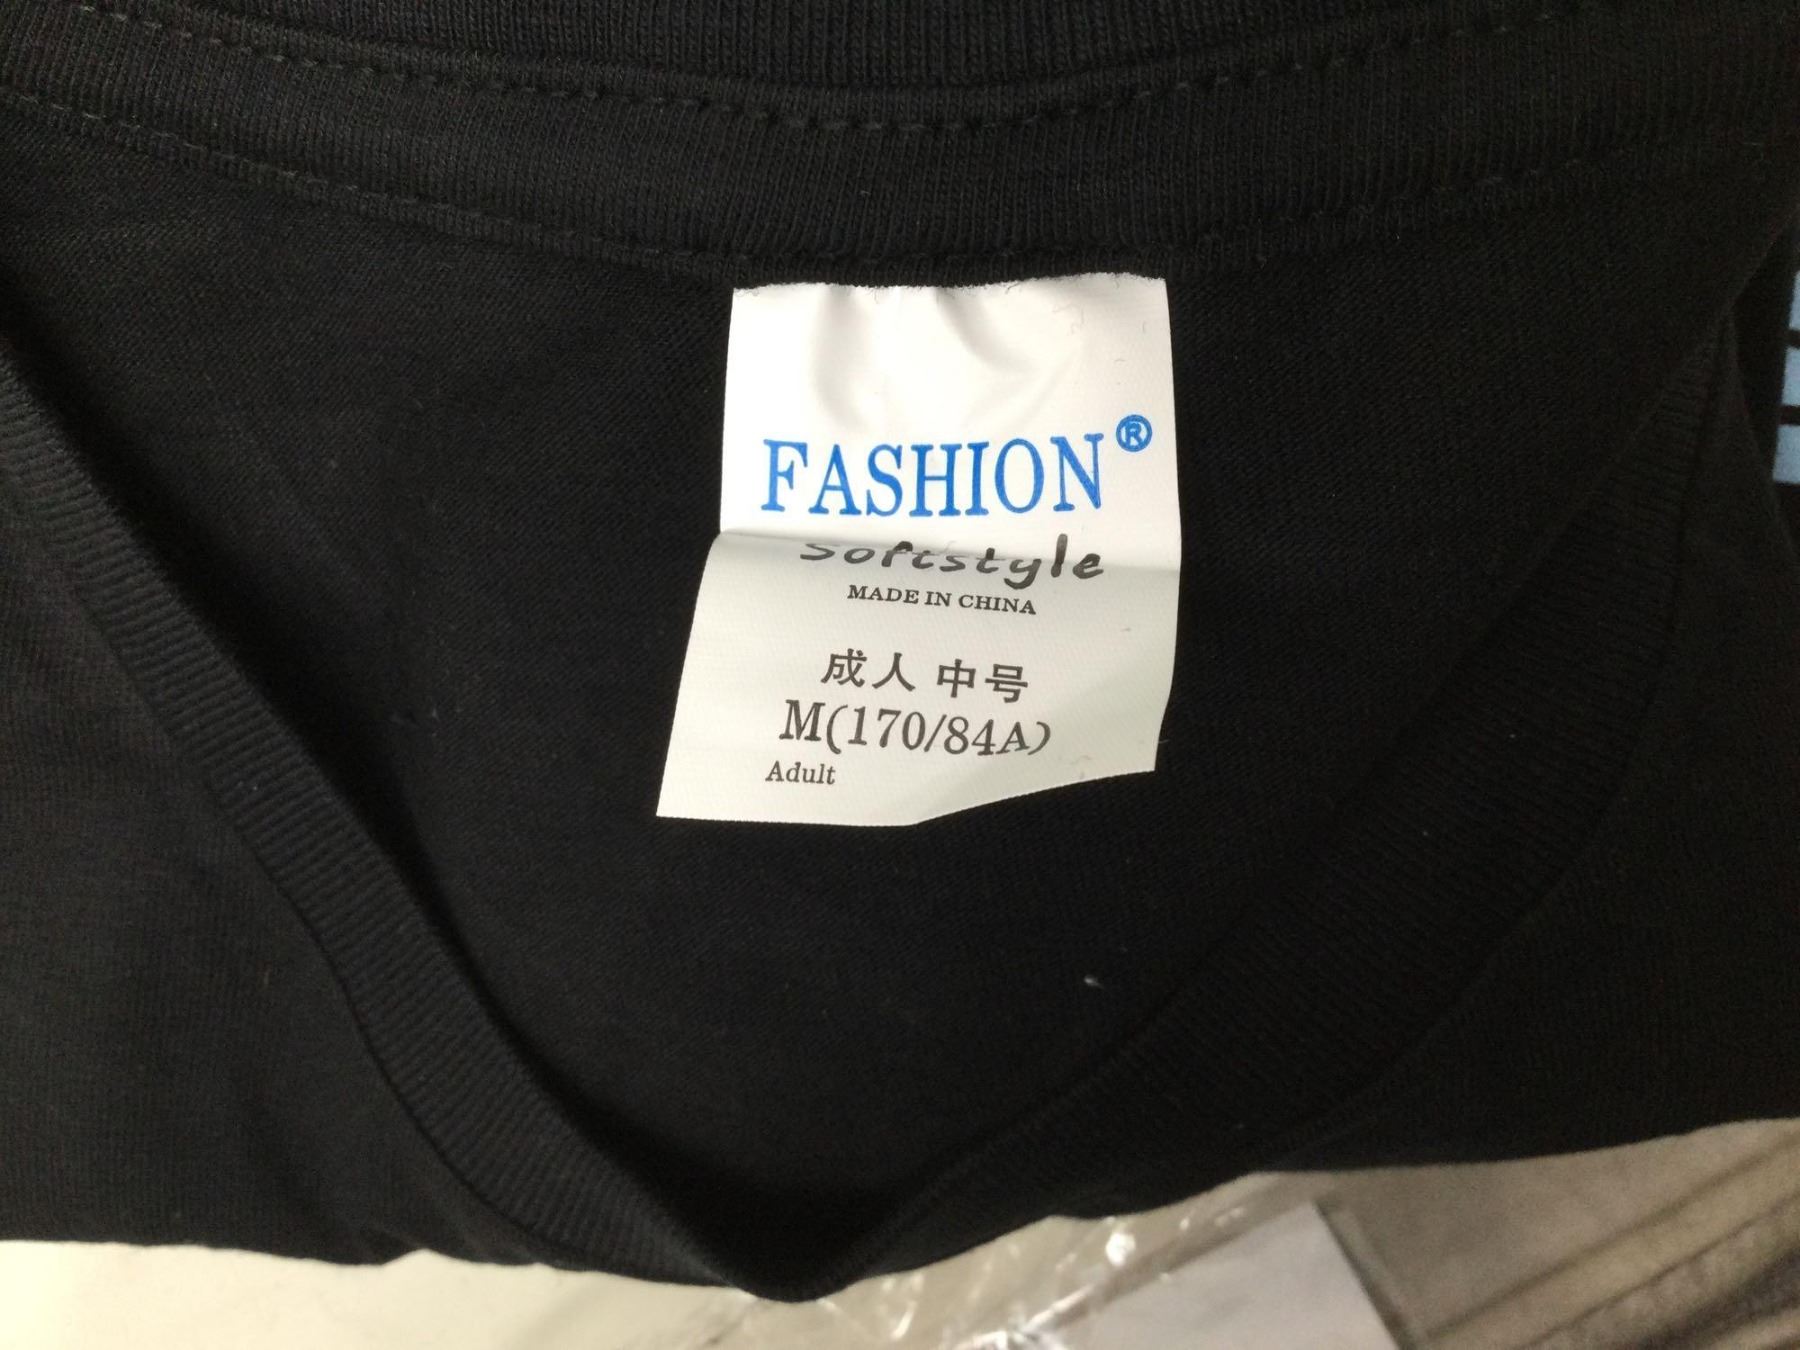 FASHION®
Softstyle
MADE IN CHINA
成人 中号
M(170/84A)
Adult